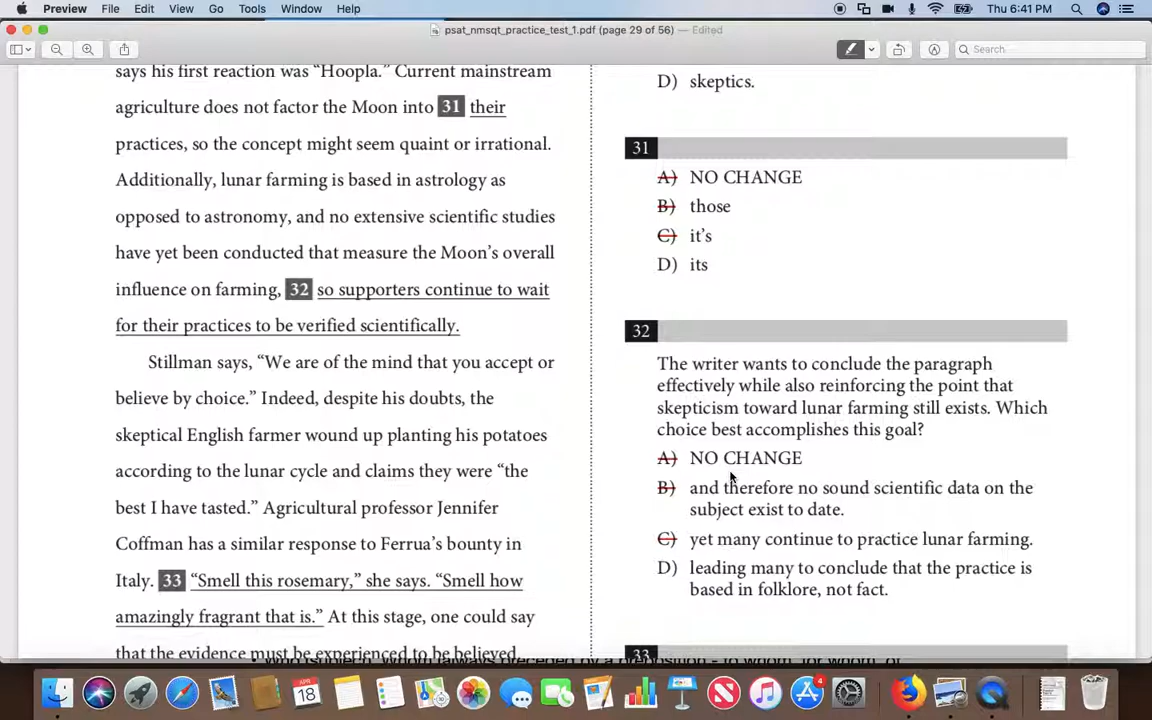 Preview File Edit View Go Tools Window Help
Thu 6:41 PM
psat_nmsqt_practice_test_1.pdf (page 29 of 56) — Edited
Search
says his first reaction was “Hoopla.” Current mainstream
agriculture does not factor the Moon into 31 their
practices, so the concept might seem quaint or irrational.
Additionally, lunar farming is based in astrology as
opposed to astronomy, and no extensive scientific studies
have yet been conducted that measure the Moon’s overall
influence on farming, 32 so supporters continue to wait
for their practices to be verified scientifically.
Stillman says, “We are of the mind that you accept or
believe by choice.” Indeed, despite his doubts, the
skeptical English farmer wound up planting his potatoes
according to the lunar cycle and claims they were “the
best I have tasted.” Agricultural professor Jennifer
Coffman has a similar response to Ferrua’s bounty in
Italy. 33 “Smell this rosemary,” she says. “Smell how
amazingly fragrant that is.” At this stage, one could say
that the evidence must be experienced to be believed.
D) skeptics.
31
A) NO CHANGE
B) those
C) it’s
D) its
32
The writer wants to conclude the paragraph
effectively while also reinforcing the point that
skepticism toward lunar farming still exists. Which
choice best accomplishes this goal?
A) NO CHANGE
B) and therefore no sound scientific data on the
subject exist to date.
C) yet many continue to practice lunar farming.
D) leading many to conclude that the practice is
based in folklore, not fact.
33
APR
18
4